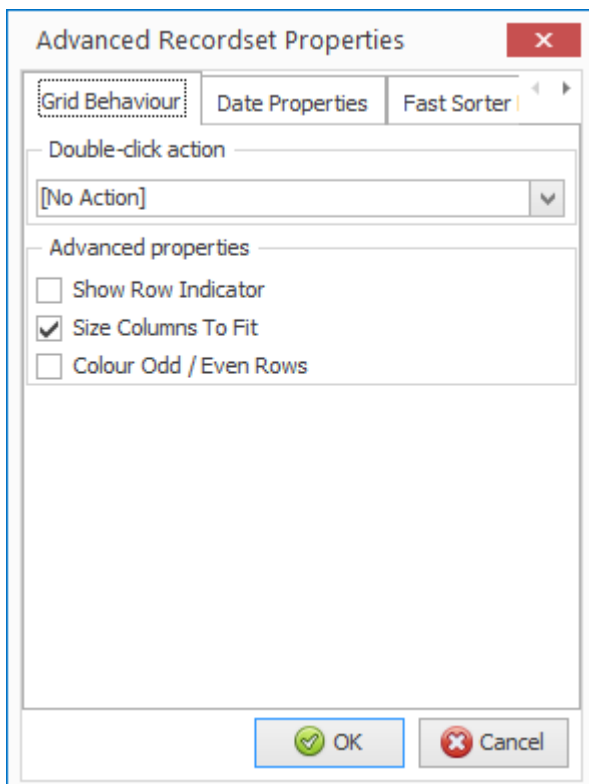 Advanced Recordset Properties
Grid Behaviour Date Properties Fast Sorter
Double-click action
[No Action]
Advanced properties
Show Row Indicator
Size Columns To Fit
Colour Odd / Even Rows
OK Cancel